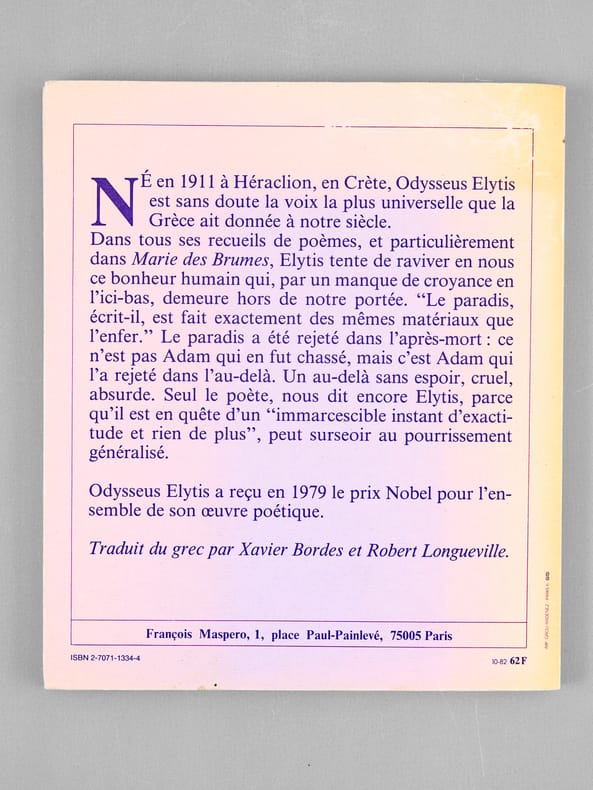 NÉ en 1911 à Héraclion, en Crète, Odysseus Elytis
est sans doute la voix la plus universelle que la
Grèce ait donnée à notre siècle.
Dans tous ses recueils de poèmes, et particulièrement
dans Marie des Brumes, Elytis tente de raviver en nous
ce bonheur humain qui, par un manque de croyance en
l'ici-bas, demeure hors de notre portée. “Le paradis,
écrit-il, est fait exactement des mêmes matériaux que
l'enfer.” Le paradis a été rejeté dans l'après-mort : ce
n'est pas Adam qui en fut chassé, mais c'est Adam qui
l'a rejeté dans l'au-delà. Un au-delà sans espoir, cruel,
absurde. Seul le poète, nous dit encore Elytis, parce
qu'il est en quête d'un “immarcescible instant d'exacti-
tude et rien de plus”, peut surseoir au pourrissement
généralisé.
Odysseus Elytis a reçu en 1979 le prix Nobel pour l'en-
semble de son œuvre poétique.
Traduit du grec par Xavier Bordes et Robert Longueville.
François Maspero, 1, place Paul-Painlevé, 75005 Paris
ISBN 2-7071-1334-4
10-82 62 F